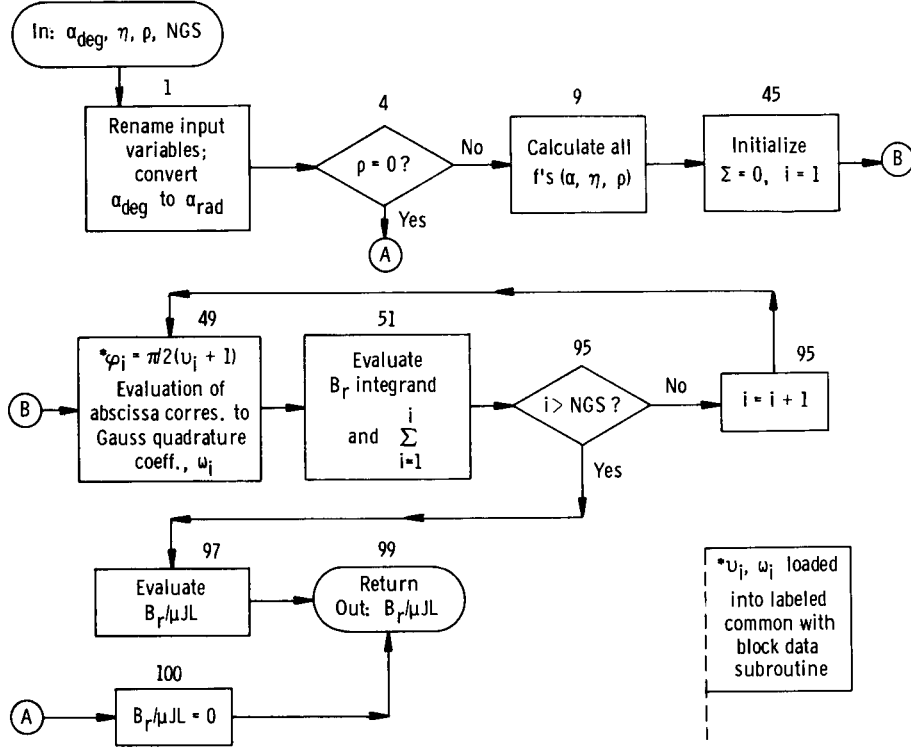 In: α_deg, η, ρ, NGS
1
Rename input
variables;
convert
α_deg to α_rad
4
ρ = 0 ?
No
Yes
A
9
Calculate all
f's (α, η, ρ)
45
Initialize
Σ = 0, i = 1
B
B
49
*φ_i = π/2(υ_i + 1)
Evaluation of
abscissa corres. to
Gauss quadrature
coeff., ω_i
51
Evaluate
B_r integrand
i
and Σ
i=1
95
i > NGS ?
No
Yes
95
i = i + 1
97
Evaluate
B_r/μJL
99
Return
Out: B_r/μJL
*υ_i, ω_i loaded
into labeled
common with
block data
subroutine
A
100
B_r/μJL = 0